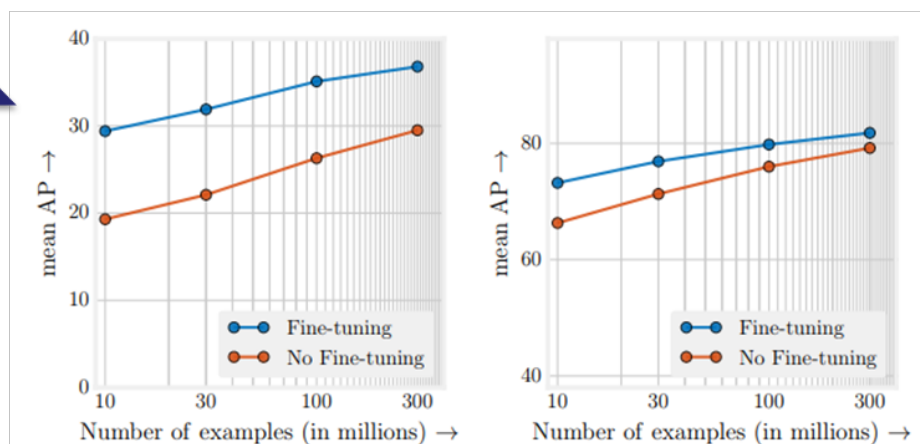 40
30
20
10
0
mean AP →
10 30 100 300
Number of examples (in millions) →
Fine-tuning
No Fine-tuning
80
60
40
mean AP →
10 30 100 300
Number of examples (in millions) →
Fine-tuning
No Fine-tuning